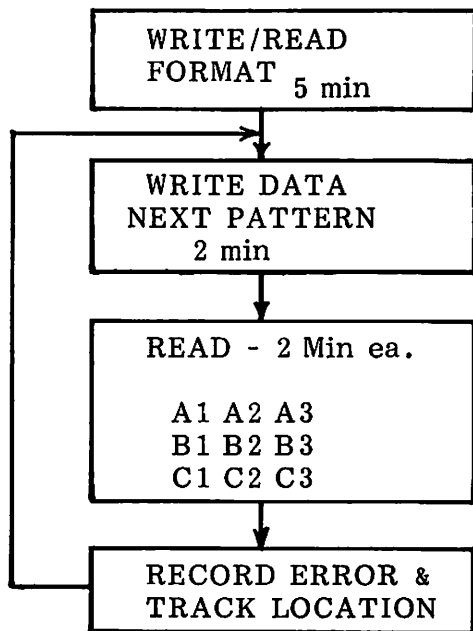 WRITE/READ
FORMAT 5 min
WRITE DATA
NEXT PATTERN
2 min
READ - 2 Min ea.
A1 A2 A3
B1 B2 B3
C1 C2 C3
RECORD ERROR &
TRACK LOCATION